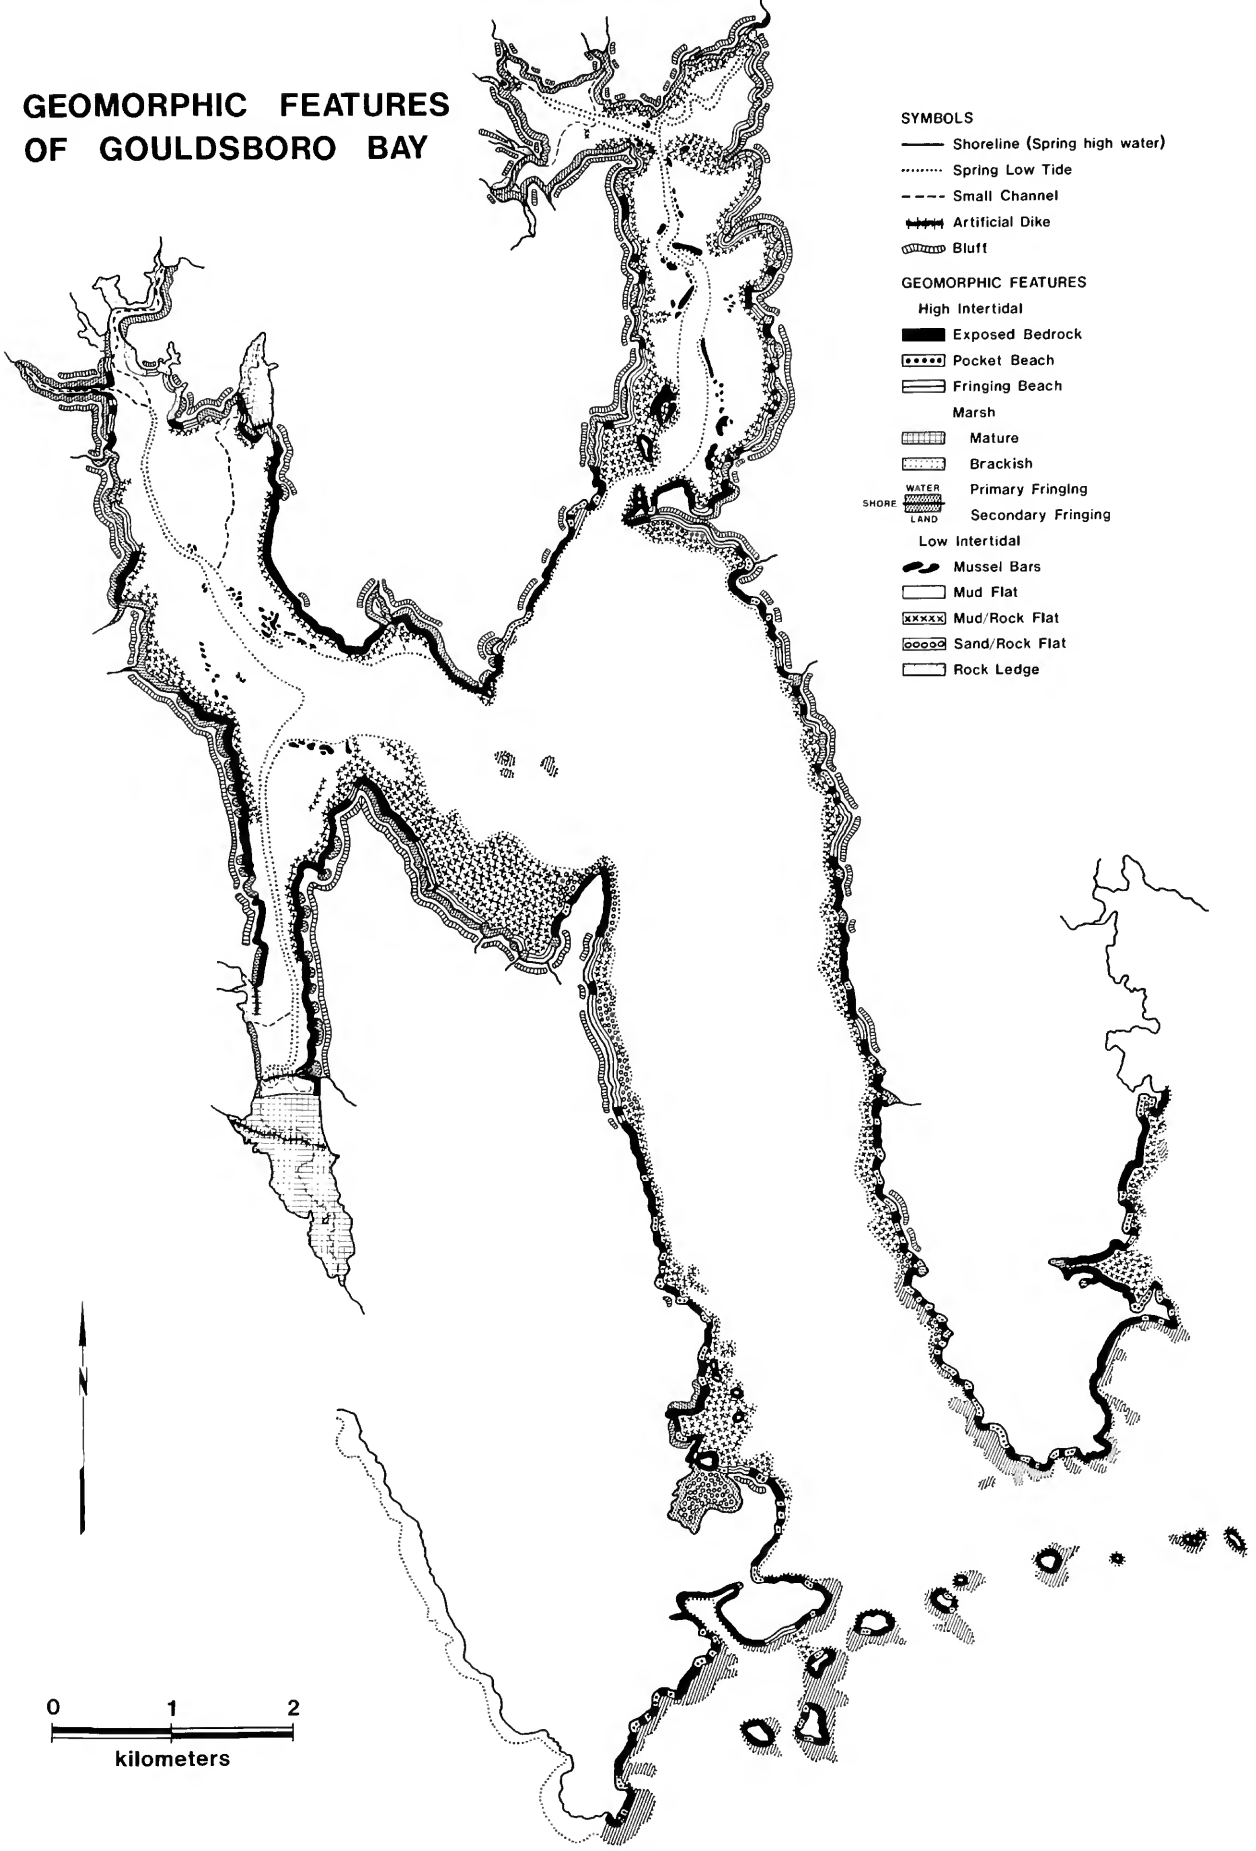 GEOMORPHIC FEATURES
OF GOULDSBORO BAY
SYMBOLS
Shoreline (Spring high water)
Spring Low Tide
Small Channel
Artificial Dike
Bluff
GEOMORPHIC FEATURES
High Intertidal
Exposed Bedrock
Pocket Beach
Fringing Beach
Marsh
Mature
Brackish
WATER Primary Fringing
SHORE
LAND Secondary Fringing
Low Intertidal
Mussel Bars
Mud Flat
Mud/Rock Flat
Sand/Rock Flat
Rock Ledge
N
0 1 2
kilometers